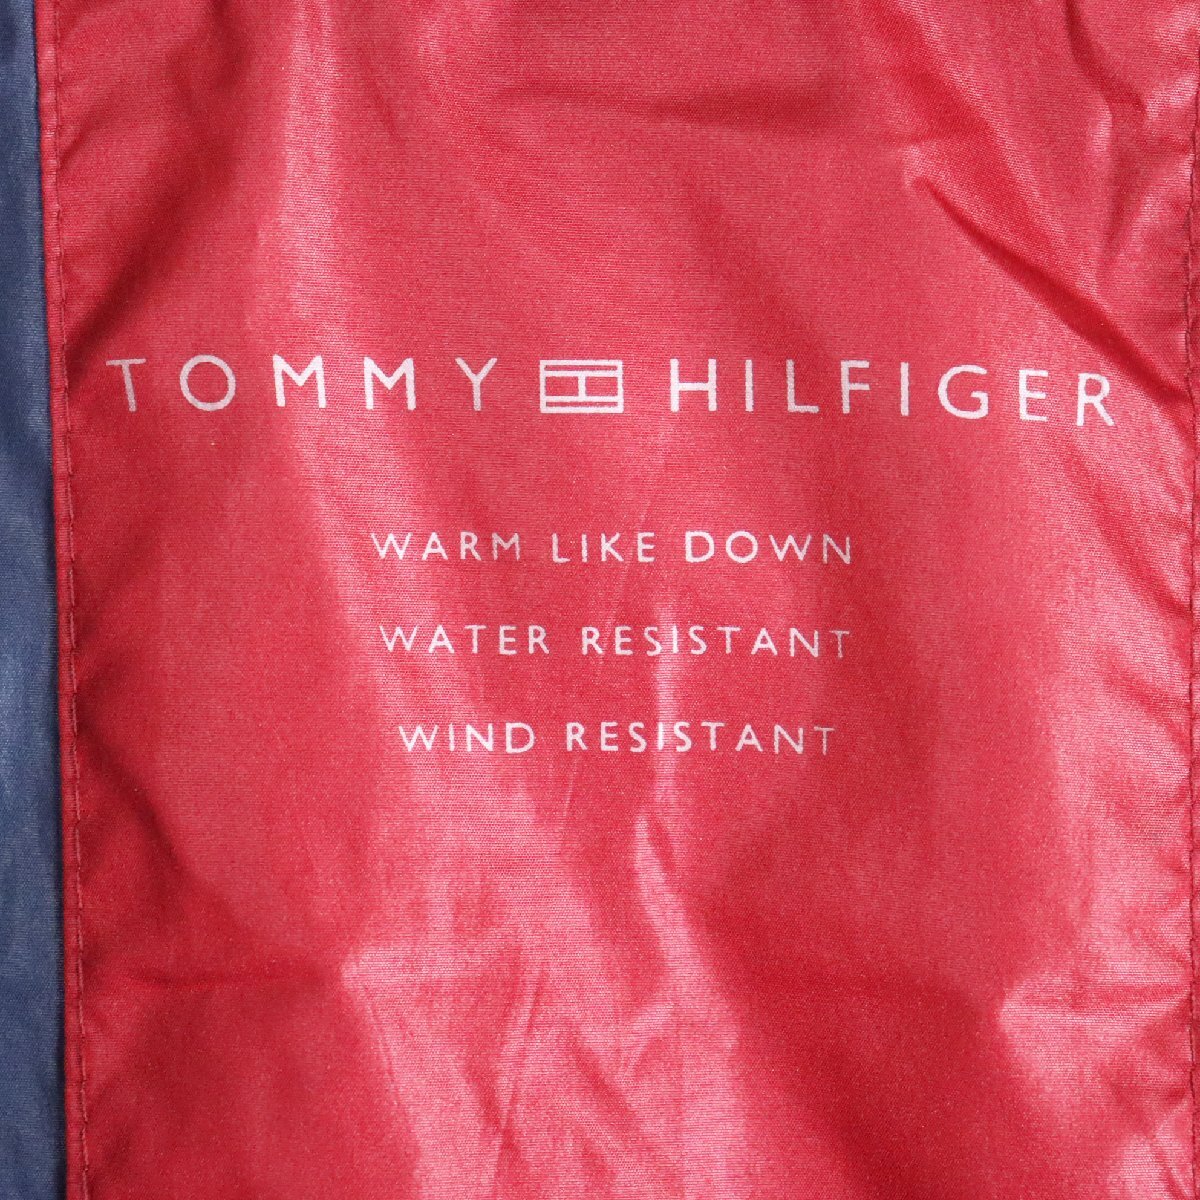 TOMMY HILFIGER
WARM LIKE DOWN
WATER RESISTANT
WIND RESISTANT